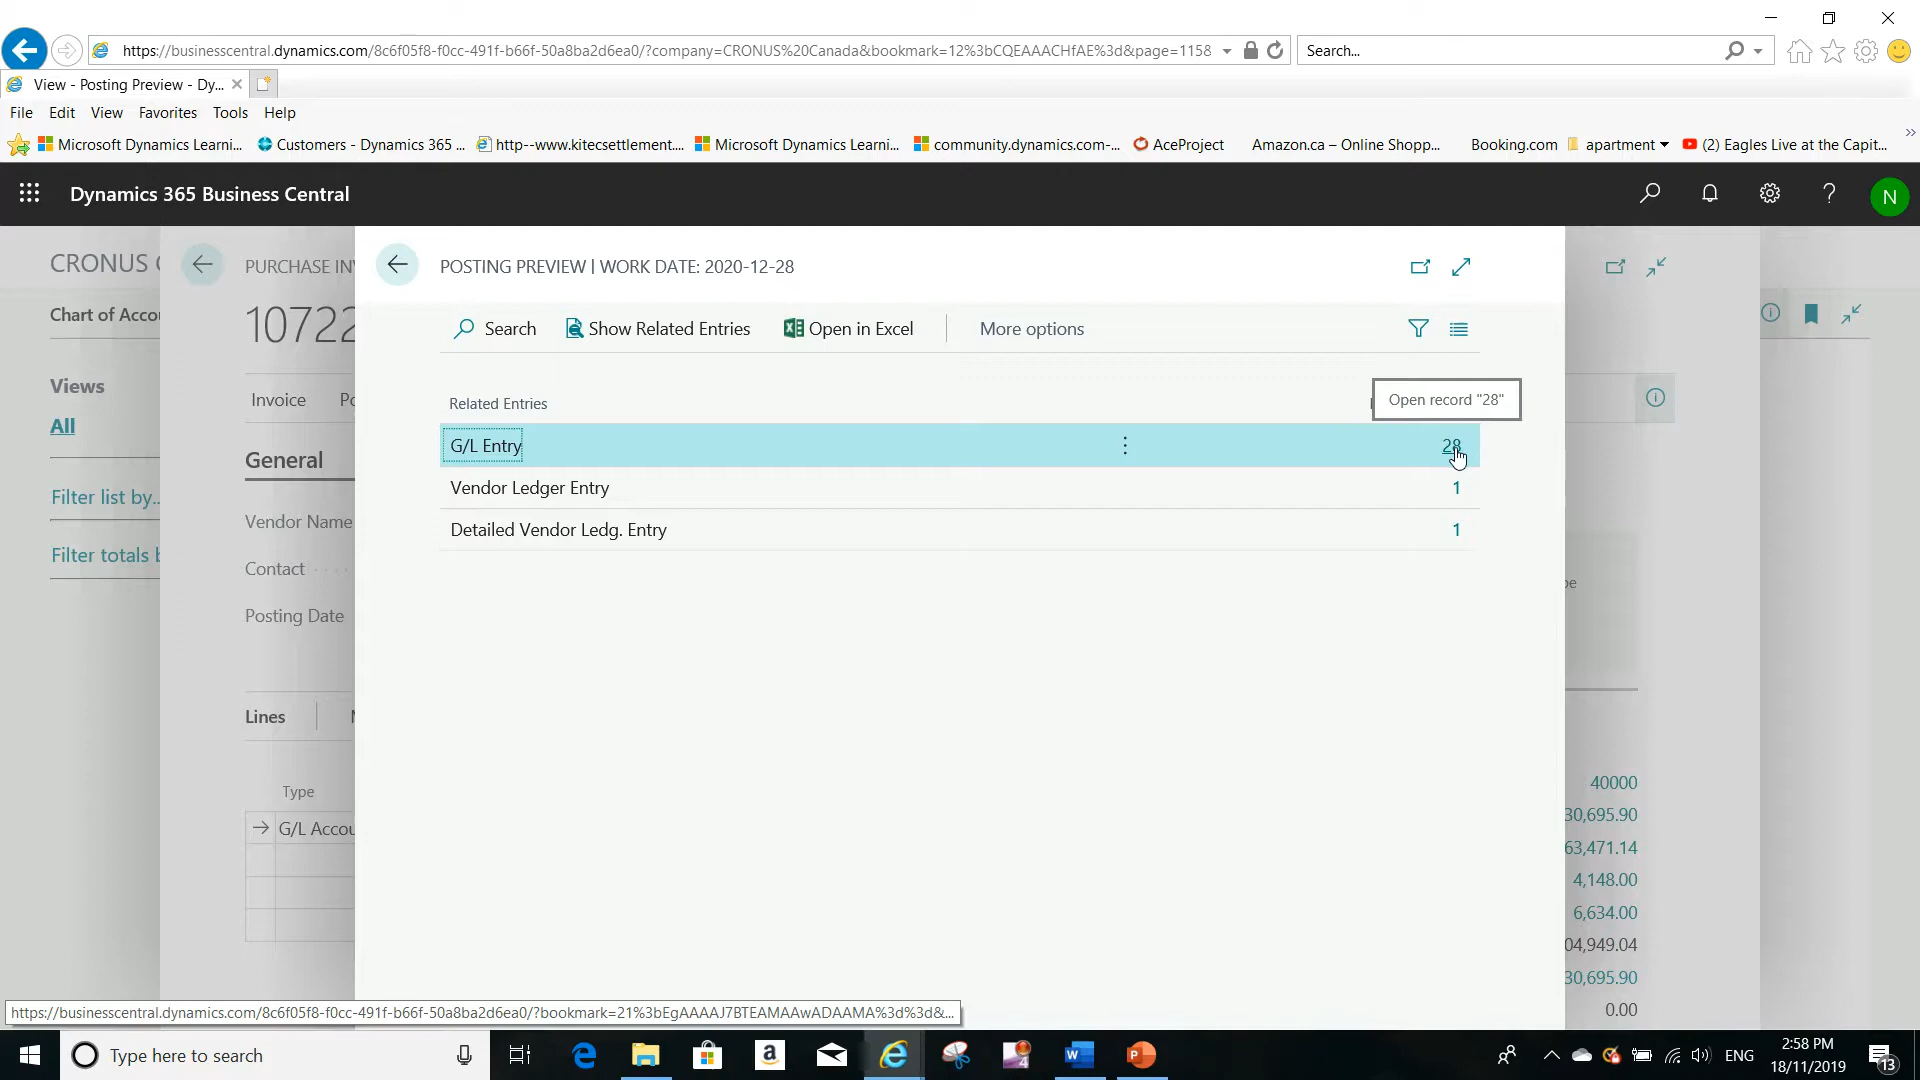 https://businesscentral.dynamics.com/8c6f05f8-f0cc-491f-b66f-50a8ba2d6ea0/?company=CRONUS%20Canada&bookmark=12%3bCQEAAACHfAE%3d&page=1158
Search...
View - Posting Preview - Dy...
File Edit View Favorites Tools Help
Microsoft Dynamics Learni... Customers - Dynamics 365 ... http--www.kitecsettlement.... Microsoft Dynamics Learni... community.dynamics.com-... AceProject Amazon.ca – Online Shopp... Booking.com apartment (2) Eagles Live at the Capit...
Dynamics 365 Business Central
N
CRONUS
PURCHASE
POSTING PREVIEW | WORK DATE: 2020-12-28
Chart of
10722
Search Show Related Entries Open in Excel More options
Views
Invoice
All
Related Entries
Open record "28"
General
G/L Entry 28
Filter list by...
Vendor Ledger Entry 1
Vendor Name
Detailed Vendor Ledg. Entry 1
Filter totals
Contact
Posting Date
Lines
Type
40000
G/L
30,695.90
63,471.14
4,148.00
6,634.00
04,949.04
30,695.90
0.00
https://businesscentral.dynamics.com/8c6f05f8-f0cc-491f-b66f-50a8ba2d6ea0/?bookmark=21%3bEgAAAAJ7BTEAMAAwADAAMA%3d%3d&...
Type here to search
ENG
2:58 PM
18/11/2019
13